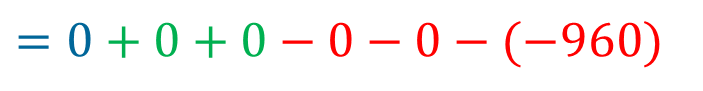 = 0 + 0 + 0 − 0 − 0 − (−960)